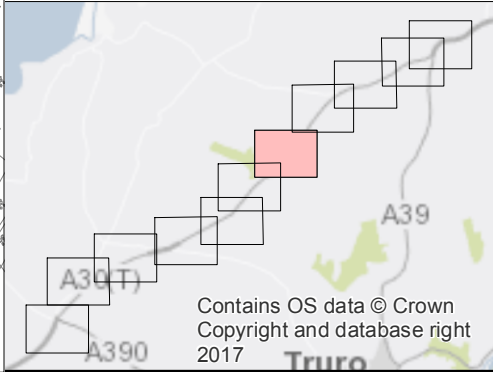 A39
A30(T)
Contains OS data © Crown
Copyright and database right
2017
A390
Truro